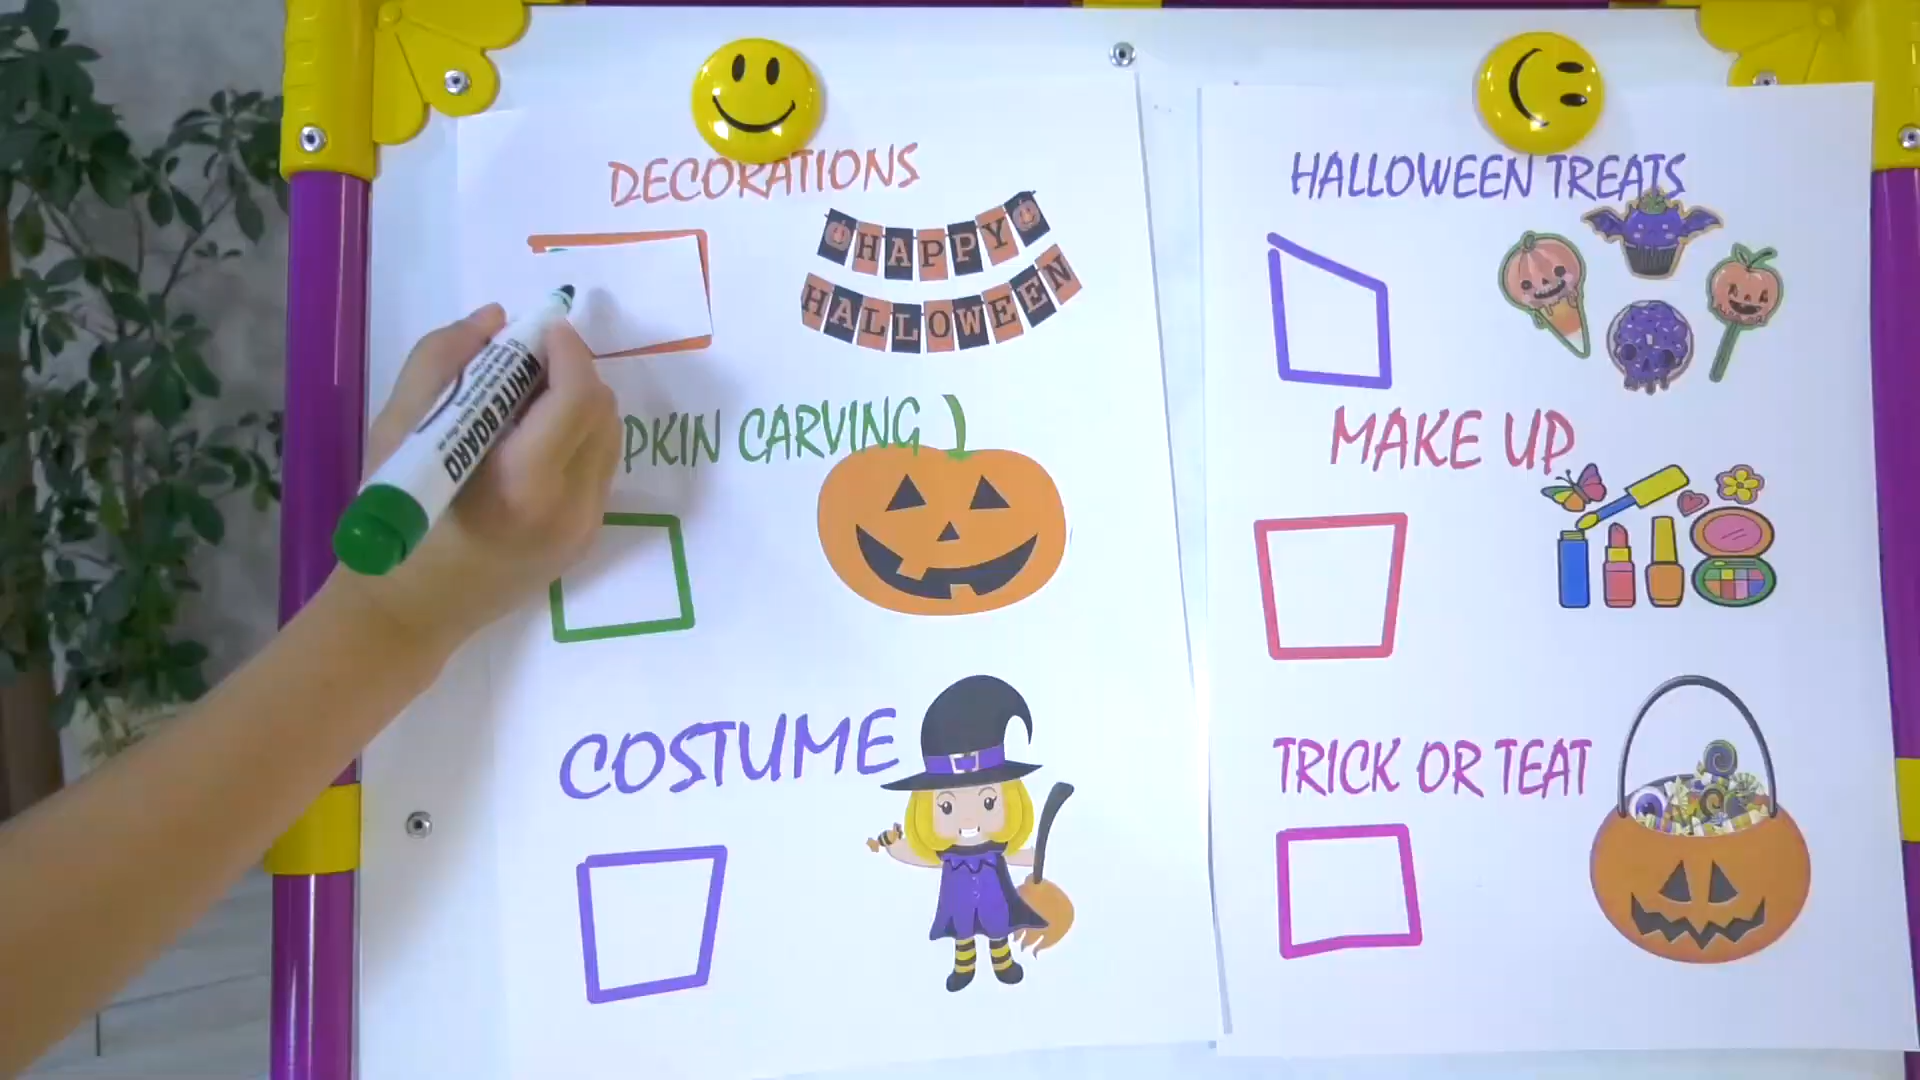 DECORATIONS
HAPPY
HALLOWEEN
PKIN CARVING
COSTUME
HALLOWEEN TREATS
MAKE UP
TRICK OR TEAT
WHITE BOARD